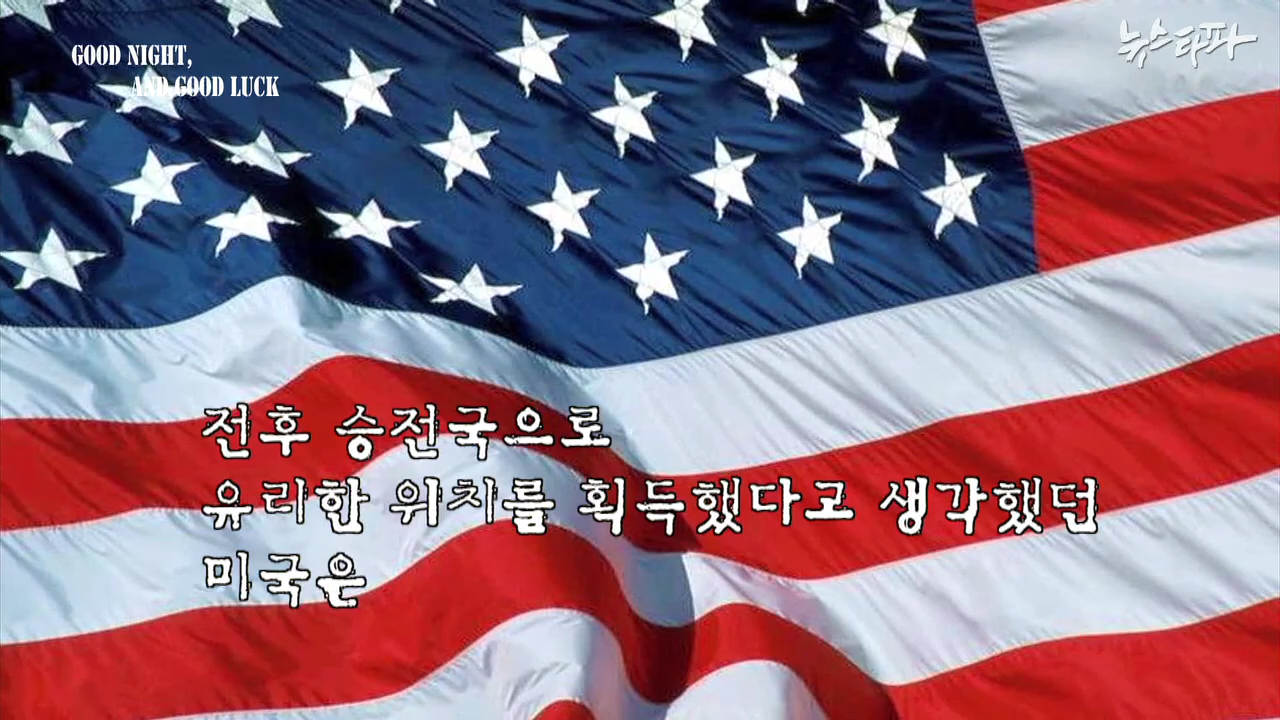 GOOD NIGHT,
AND GOOD LUCK
뉴스타파
전후 승전국으로
유리한 위치를 획득했다고 생각했던
미국은